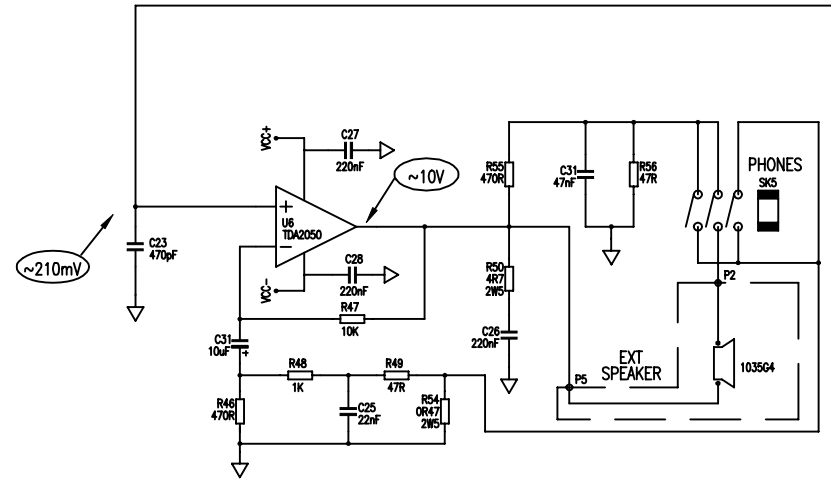 VCC+
C27
220nF
~10V
R55
470R
C31
47nF
R56
47R
PHONES
SK5
U6
TDA2050
C23
470pF
~210mV
VCC-
C28
220nF
R50
4R7
2W5
P2
R47
10K
C31
10uF
+
C26
220nF
EXT
SPEAKER
1035G4
R48
1K
R49
47R
P5
R46
470R
C25
22nF
R54
0R47
2W5